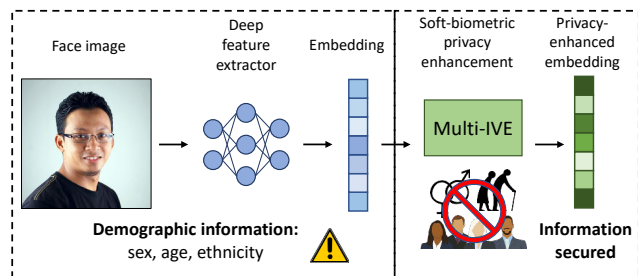 Face image
Deep
feature
extractor
Embedding
Soft-biometric
privacy
enhancement
Privacy-
enhanced
embedding
Multi-IVE
Demographic information:
sex, age, ethnicity
Information
secured